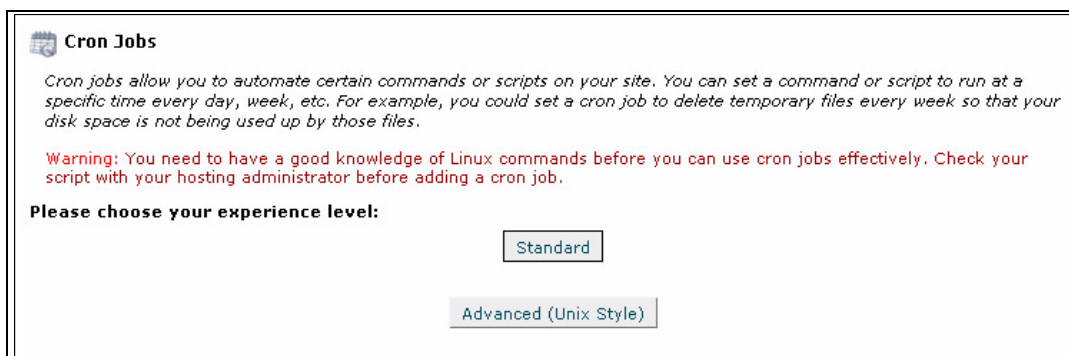 Cron Jobs
Cron jobs allow you to automate certain commands or scripts on your site. You can set a command or script to run at a
specific time every day, week, etc. For example, you could set a cron job to delete temporary files every week so that your
disk space is not being used up by those files.
Warning: You need to have a good knowledge of Linux commands before you can use cron jobs effectively. Check your
script with your hosting administrator before adding a cron job.
Please choose your experience level:
Standard
Advanced (Unix Style)